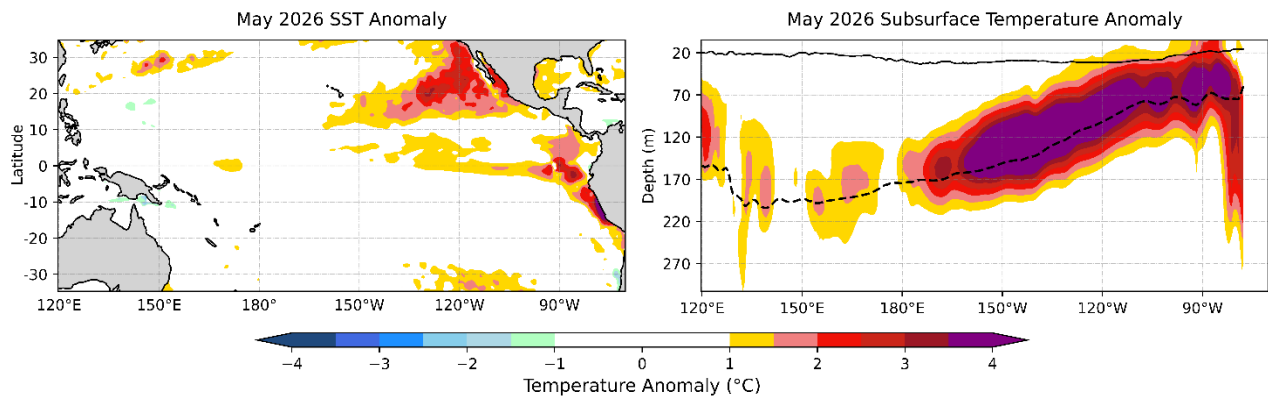 May 2026 SST Anomaly
May 2026 Subsurface Temperature Anomaly
Latitude
30
20
10
0
−10
−20
−30
120°E
150°E
180°
150°W
120°W
90°W
Depth (m)
20
70
120
170
220
270
120°E
150°E
180°W
150°W
120°W
90°W
−4
−3
−2
−1
0
1
2
3
4
Temperature Anomaly (°C)